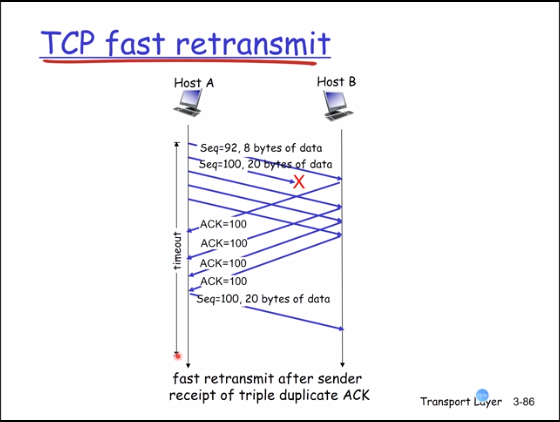 TCP fast retransmit
Host A
Host B
Seq=92, 8 bytes of data
Seq=100, 20 bytes of data
X
timeout
ACK=100
ACK=100
ACK=100
ACK=100
Seq=100, 20 bytes of data
fast retransmit after sender
receipt of triple duplicate ACK
Transport Layer 3-86